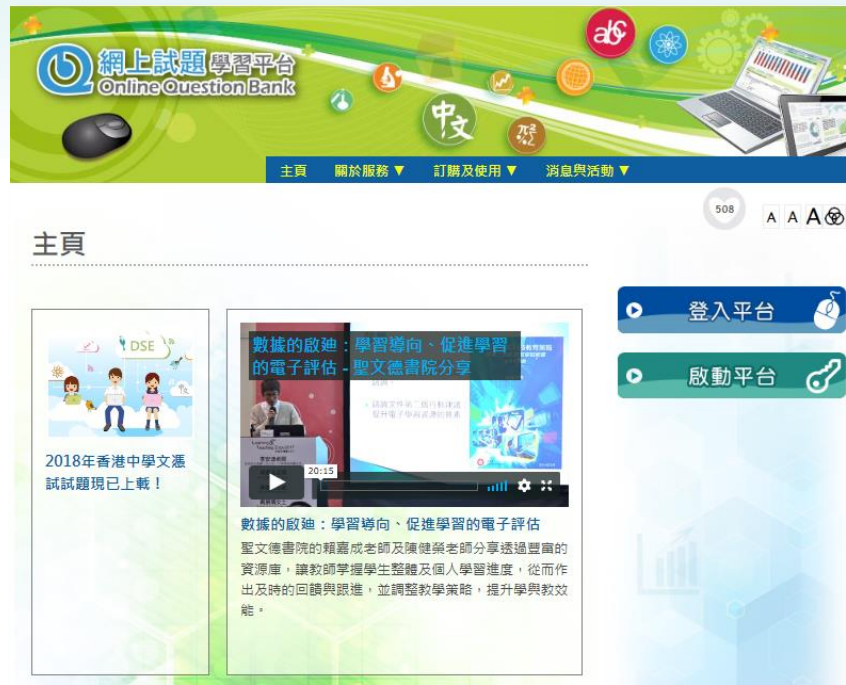 網上試題 學習平台
Online Question Bank
abc
中文
主頁 關於服務 ▼ 訂購及使用 ▼ 消息與活動 ▼
508
A A A
主頁
登入平台
啟動平台
DSE
2018年香港中學文憑
試試題現已上載！
數據的啟廸：學習導向、促進學習
的電子評估 - 聖文德書院分享
20:15
數據的啟廸：學習導向、促進學習的電子評估
聖文德書院的賴嘉成老師及陳健榮老師分享透過豐富的
資源庫，讓教師掌握學生整體及個人學習進度，從而作
出及時的回饋與跟進，並調整教學策略，提升學與教效
能。